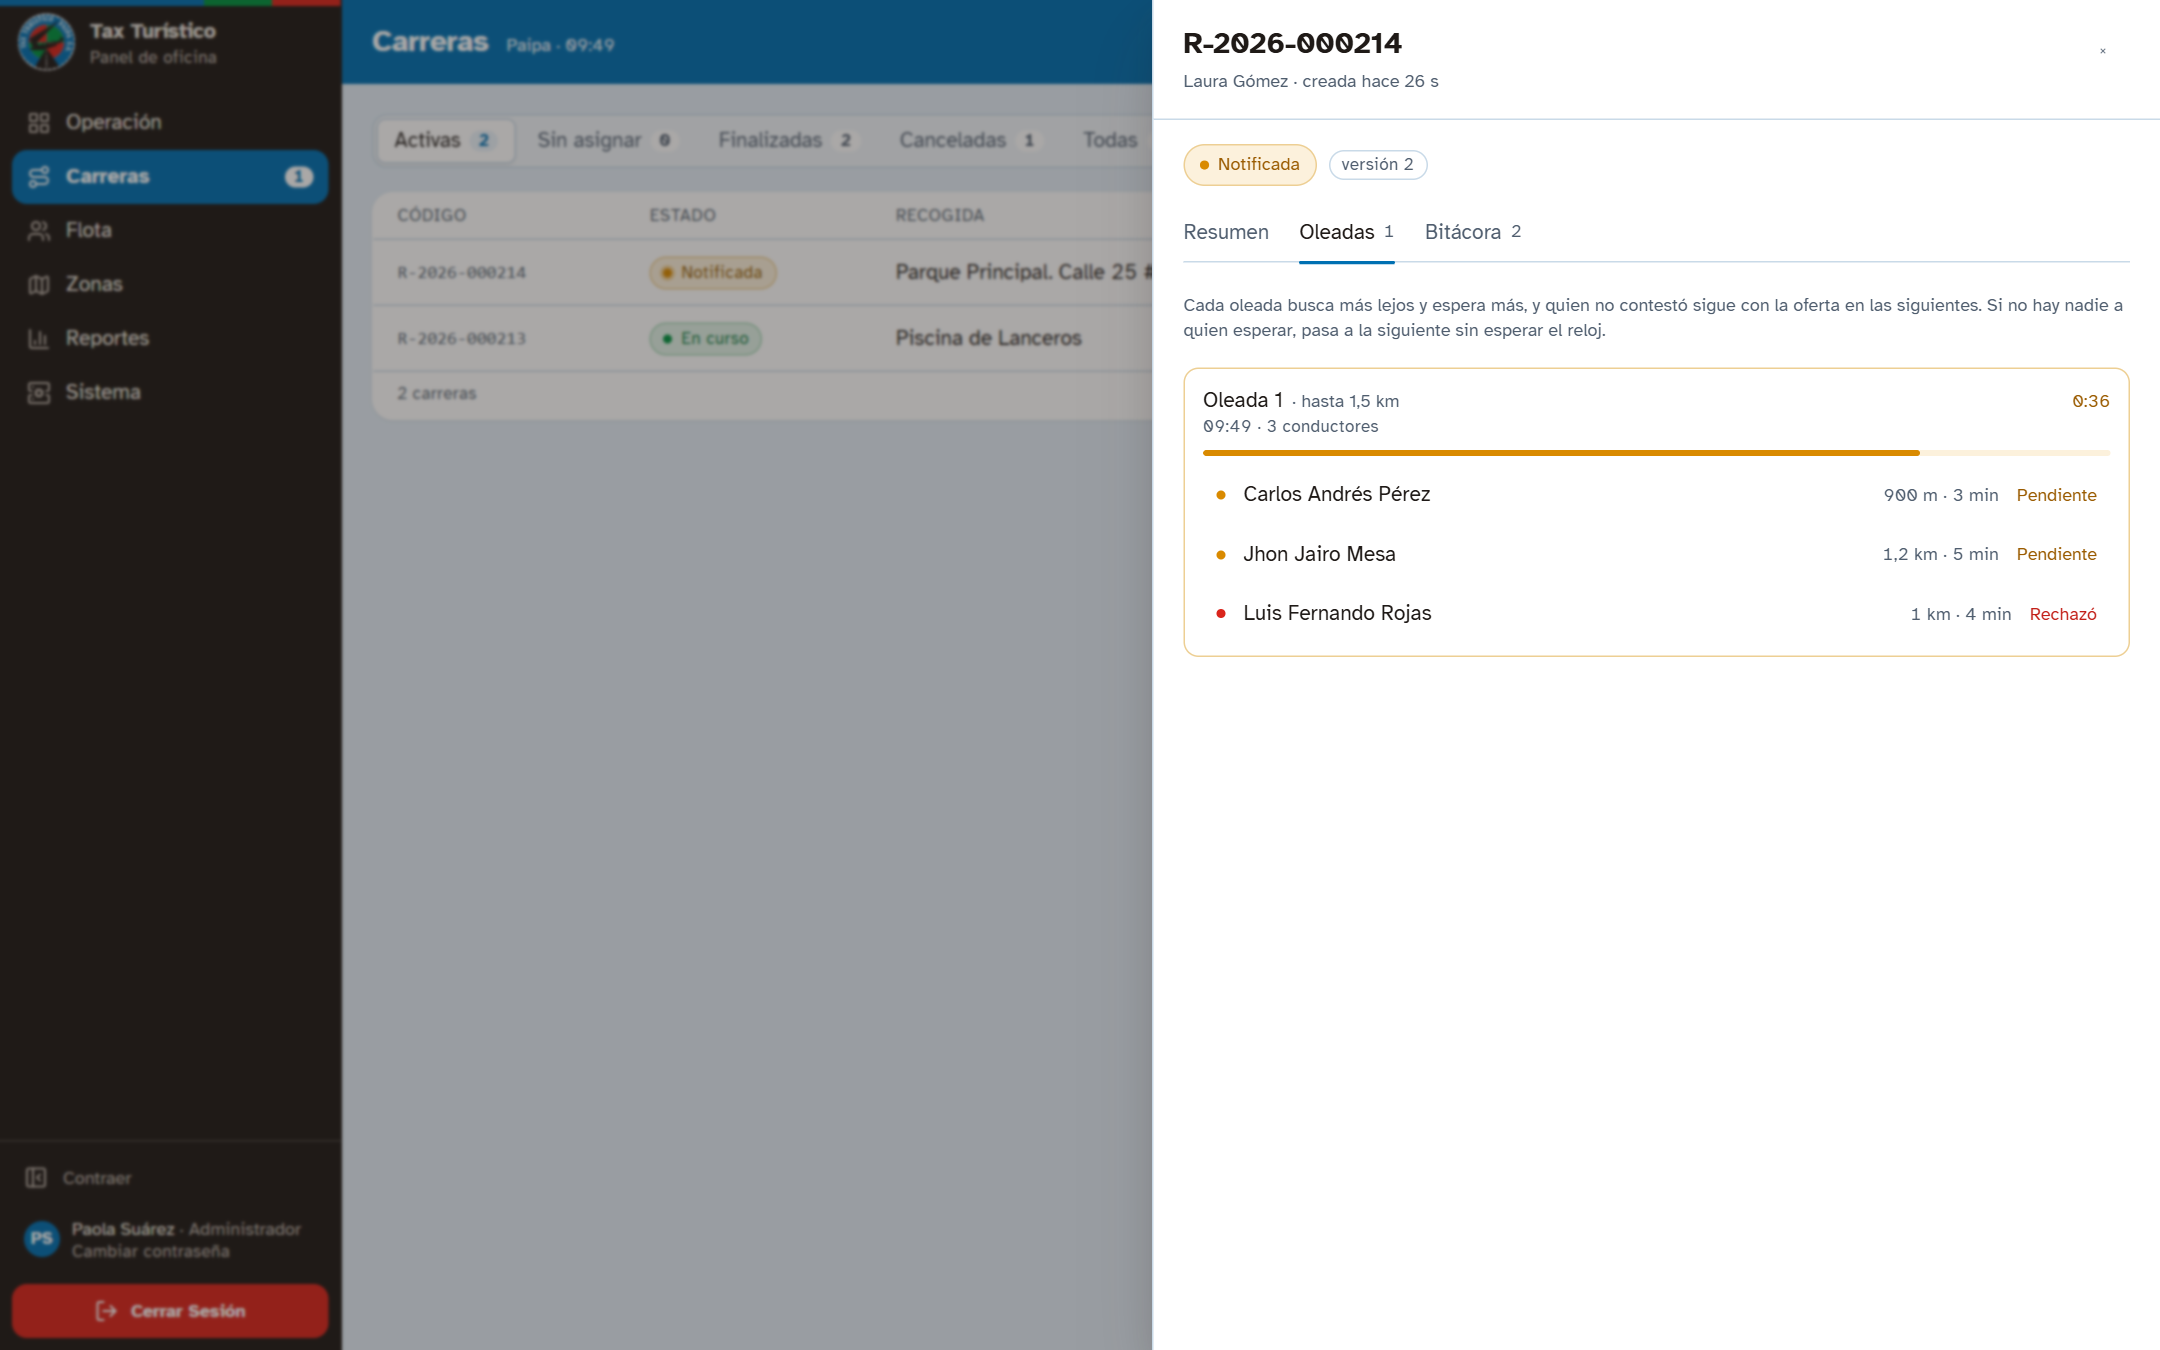 Tax Turístico
Panel de oficina
Operación
Carreras 1
Flota
Zonas
Reportes
Sistema
Contraer
PS
Paola Suárez · Administrador
Cambiar contraseña
Cerrar Sesión
Carreras Paipa · 09:49
Activas 2 Sin asignar 0 Finalizadas 2 Canceladas 1 Todas
CÓDIGO ESTADO RECOGIDA
R-2026-000214 Notificada Parque Principal. Calle 25 #
R-2026-000213 En curso Piscina de Lanceros
2 carreras
R-2026-000214 ×
Laura Gómez · creada hace 26 s
Notificada versión 2
Resumen Oleadas 1 Bitácora 2
Cada oleada busca más lejos y espera más, y quien no contestó sigue con la oferta en las siguientes. Si no hay nadie a
quien esperar, pasa a la siguiente sin esperar el reloj.
Oleada 1 · hasta 1,5 km 0:36
09:49 · 3 conductores
Carlos Andrés Pérez 900 m · 3 min Pendiente
Jhon Jairo Mesa 1,2 km · 5 min Pendiente
Luis Fernando Rojas 1 km · 4 min Rechazó